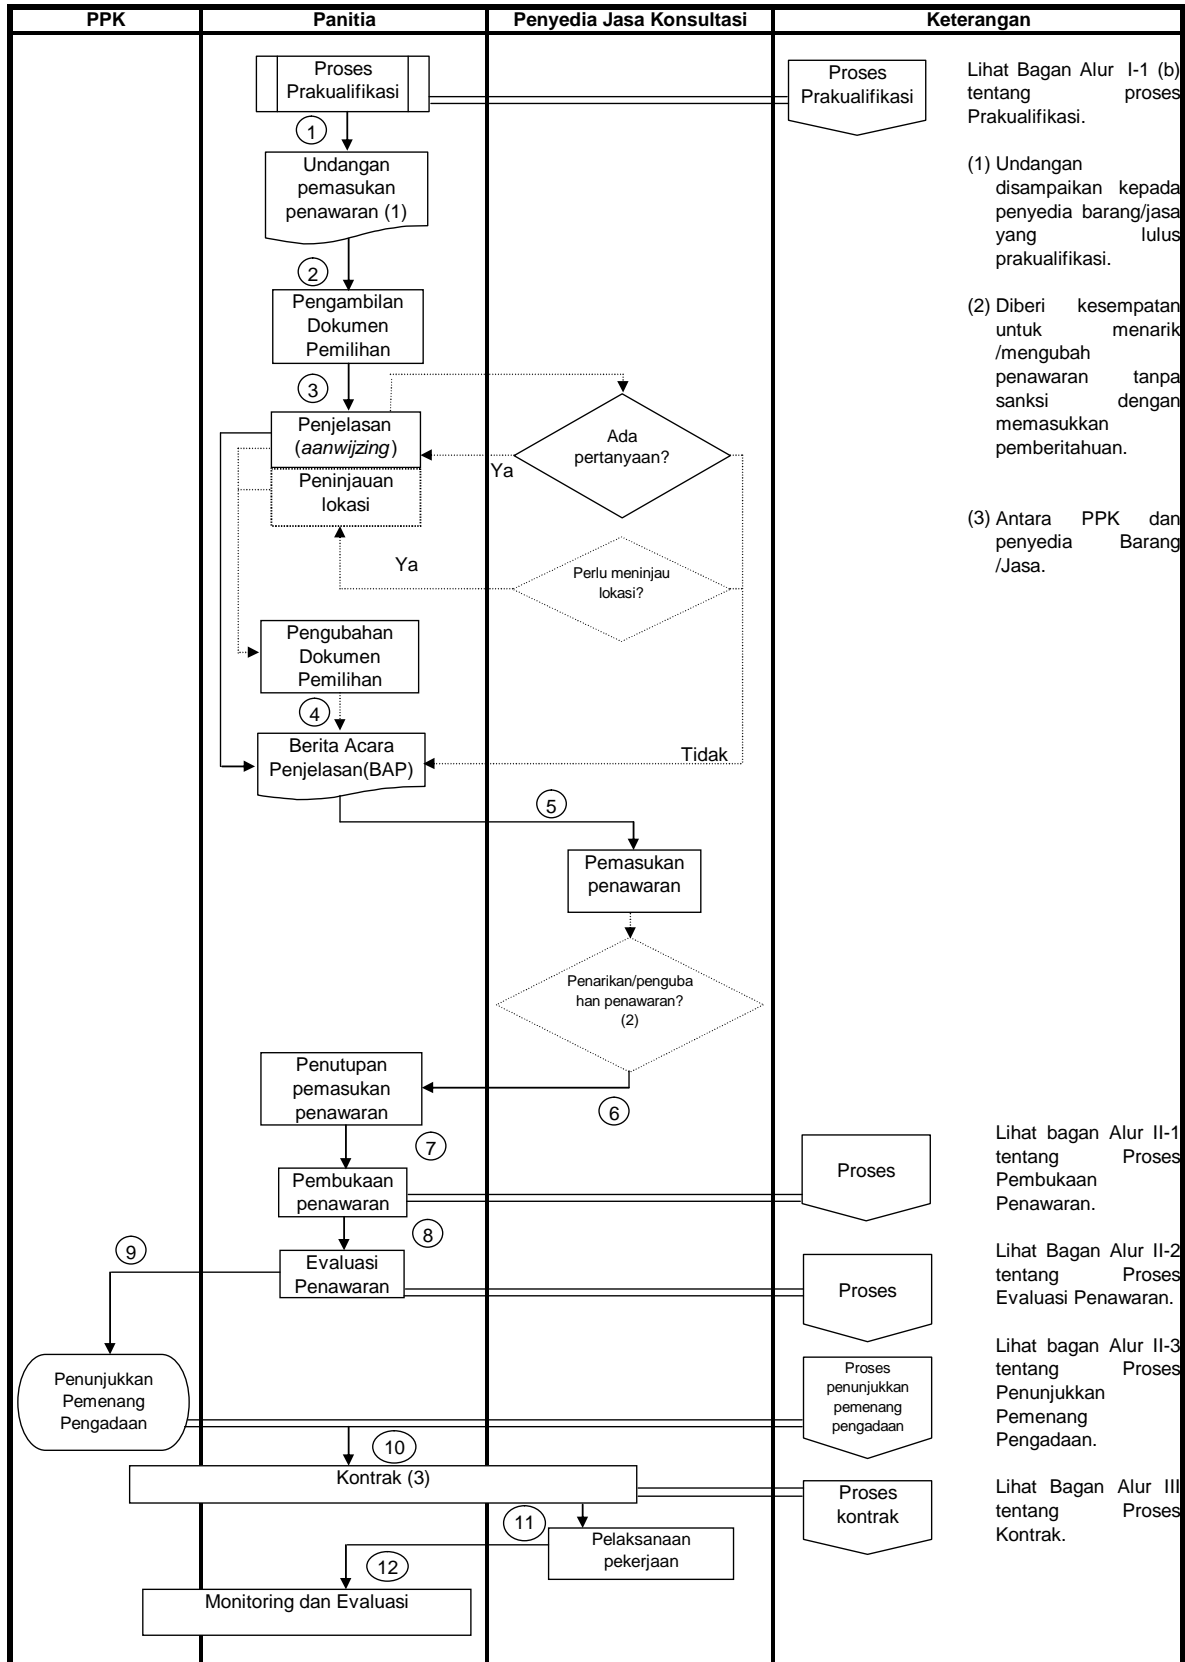 PPK
Panitia
Penyedia Jasa Konsultasi
Keterangan
Proses
Prakualifikasi
Proses
Prakualifikasi
Lihat Bagan Alur I-1 (b)
tentang proses
Prakualifikasi.
1
Undangan
pemasukan
penawaran (1)
(1) Undangan
disampaikan kepada
penyedia barang/jasa
yang lulus
prakualifikasi.
2
Pengambilan
Dokumen
Pemilihan
(2) Diberi kesempatan
untuk menarik
/mengubah
penawaran tanpa
sanksi dengan
memasukkan
pemberitahuan.
3
Penjelasan
(aanwijzing)
Ada
pertanyaan?
Ya
Peninjauan
lokasi
(3) Antara PPK dan
penyedia Barang
/Jasa.
Ya
Perlu meninjau
lokasi?
Pengubahan
Dokumen
Pemilihan
4
Berita Acara
Penjelasan(BAP)
Tidak
5
Pemasukan
penawaran
Penarikan/penguba
han penawaran?
(2)
Penutupan
pemasukan
penawaran
6
7
Pembukaan
penawaran
Proses
Lihat bagan Alur II-1
tentang Proses
Pembukaan
Penawaran.
8
9
Evaluasi
Penawaran
Proses
Lihat Bagan Alur II-2
tentang Proses
Evaluasi Penawaran.
Penunjukkan
Pemenang
Pengadaan
Proses
penunjukkan
pemenang
pengadaan
Lihat bagan Alur II-3
tentang Proses
Penunjukkan
Pemenang
Pengadaan.
10
Kontrak (3)
Proses
kontrak
Lihat Bagan Alur III
tentang Proses
Kontrak.
11
Pelaksanaan
pekerjaan
12
Monitoring dan Evaluasi